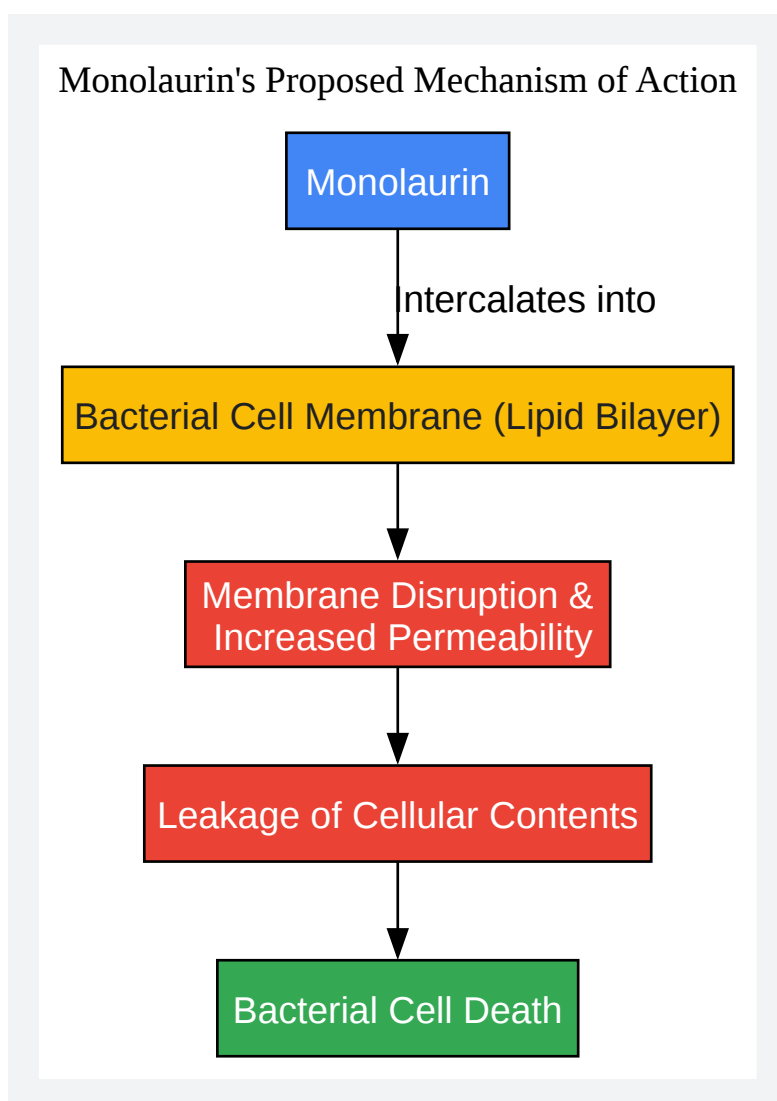 Monolaurin's Proposed Mechanism of Action
Monolaurin
Intercalates into
Bacterial Cell Membrane (Lipid Bilayer)
Membrane Disruption &
Increased Permeability
Leakage of Cellular Contents
Bacterial Cell Death